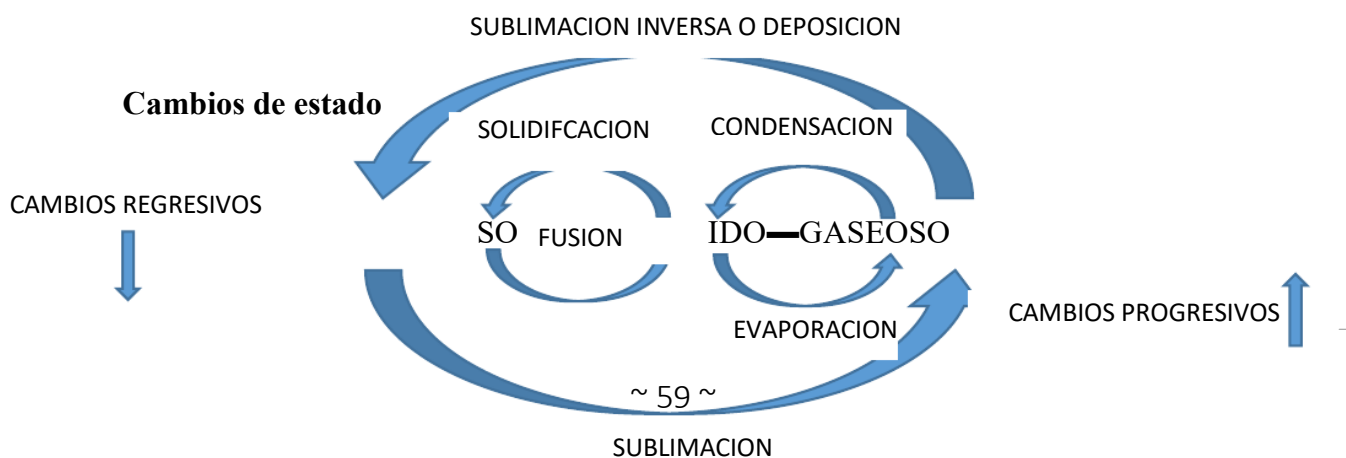 SUBLIMACION INVERSA O DEPOSICION
Cambios de estado
SOLIDIFCACION
CONDENSACION
CAMBIOS REGRESIVOS
SO FUSION IDO—GASEOSO
EVAPORACION
CAMBIOS PROGRESIVOS
~ 59 ~
SUBLIMACION